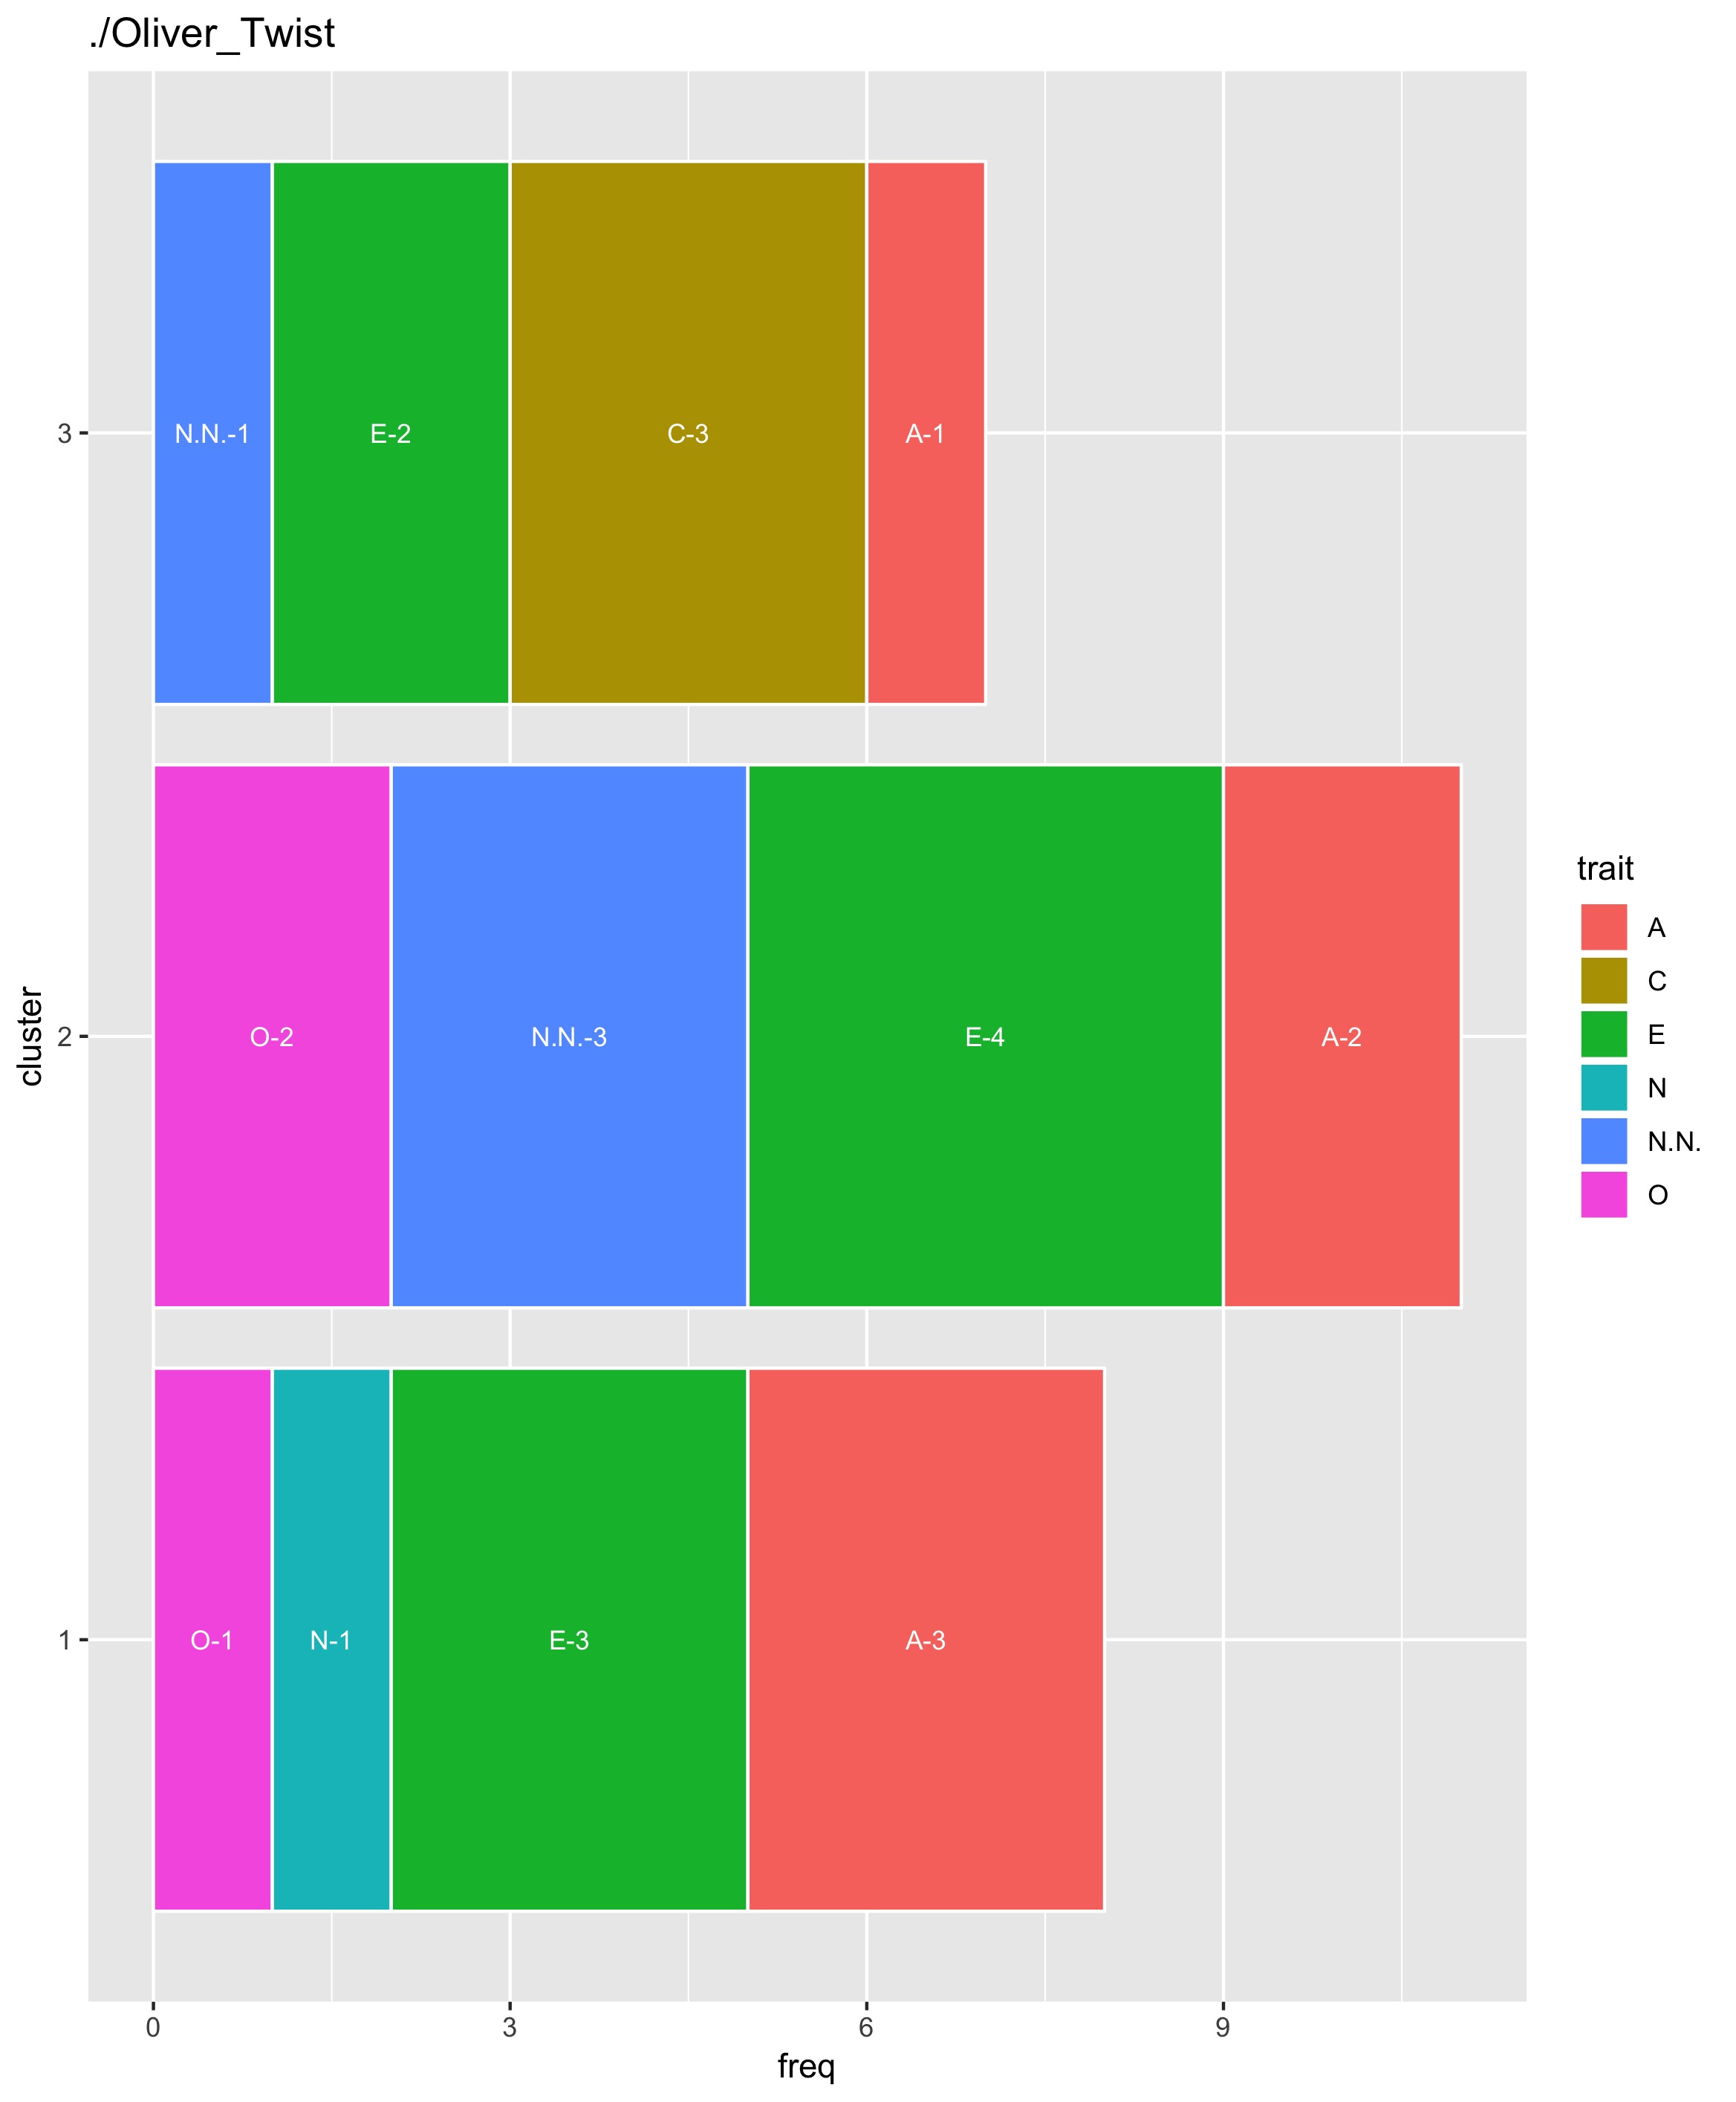 ./Oliver_Twist
3
N.N.-1 E-2 C-3 A-1
2
O-2 N.N.-3 E-4 A-2
1
O-1 N-1 E-3 A-3
cluster
0 3 6 9
freq
trait
A
C
E
N
N.N.
O